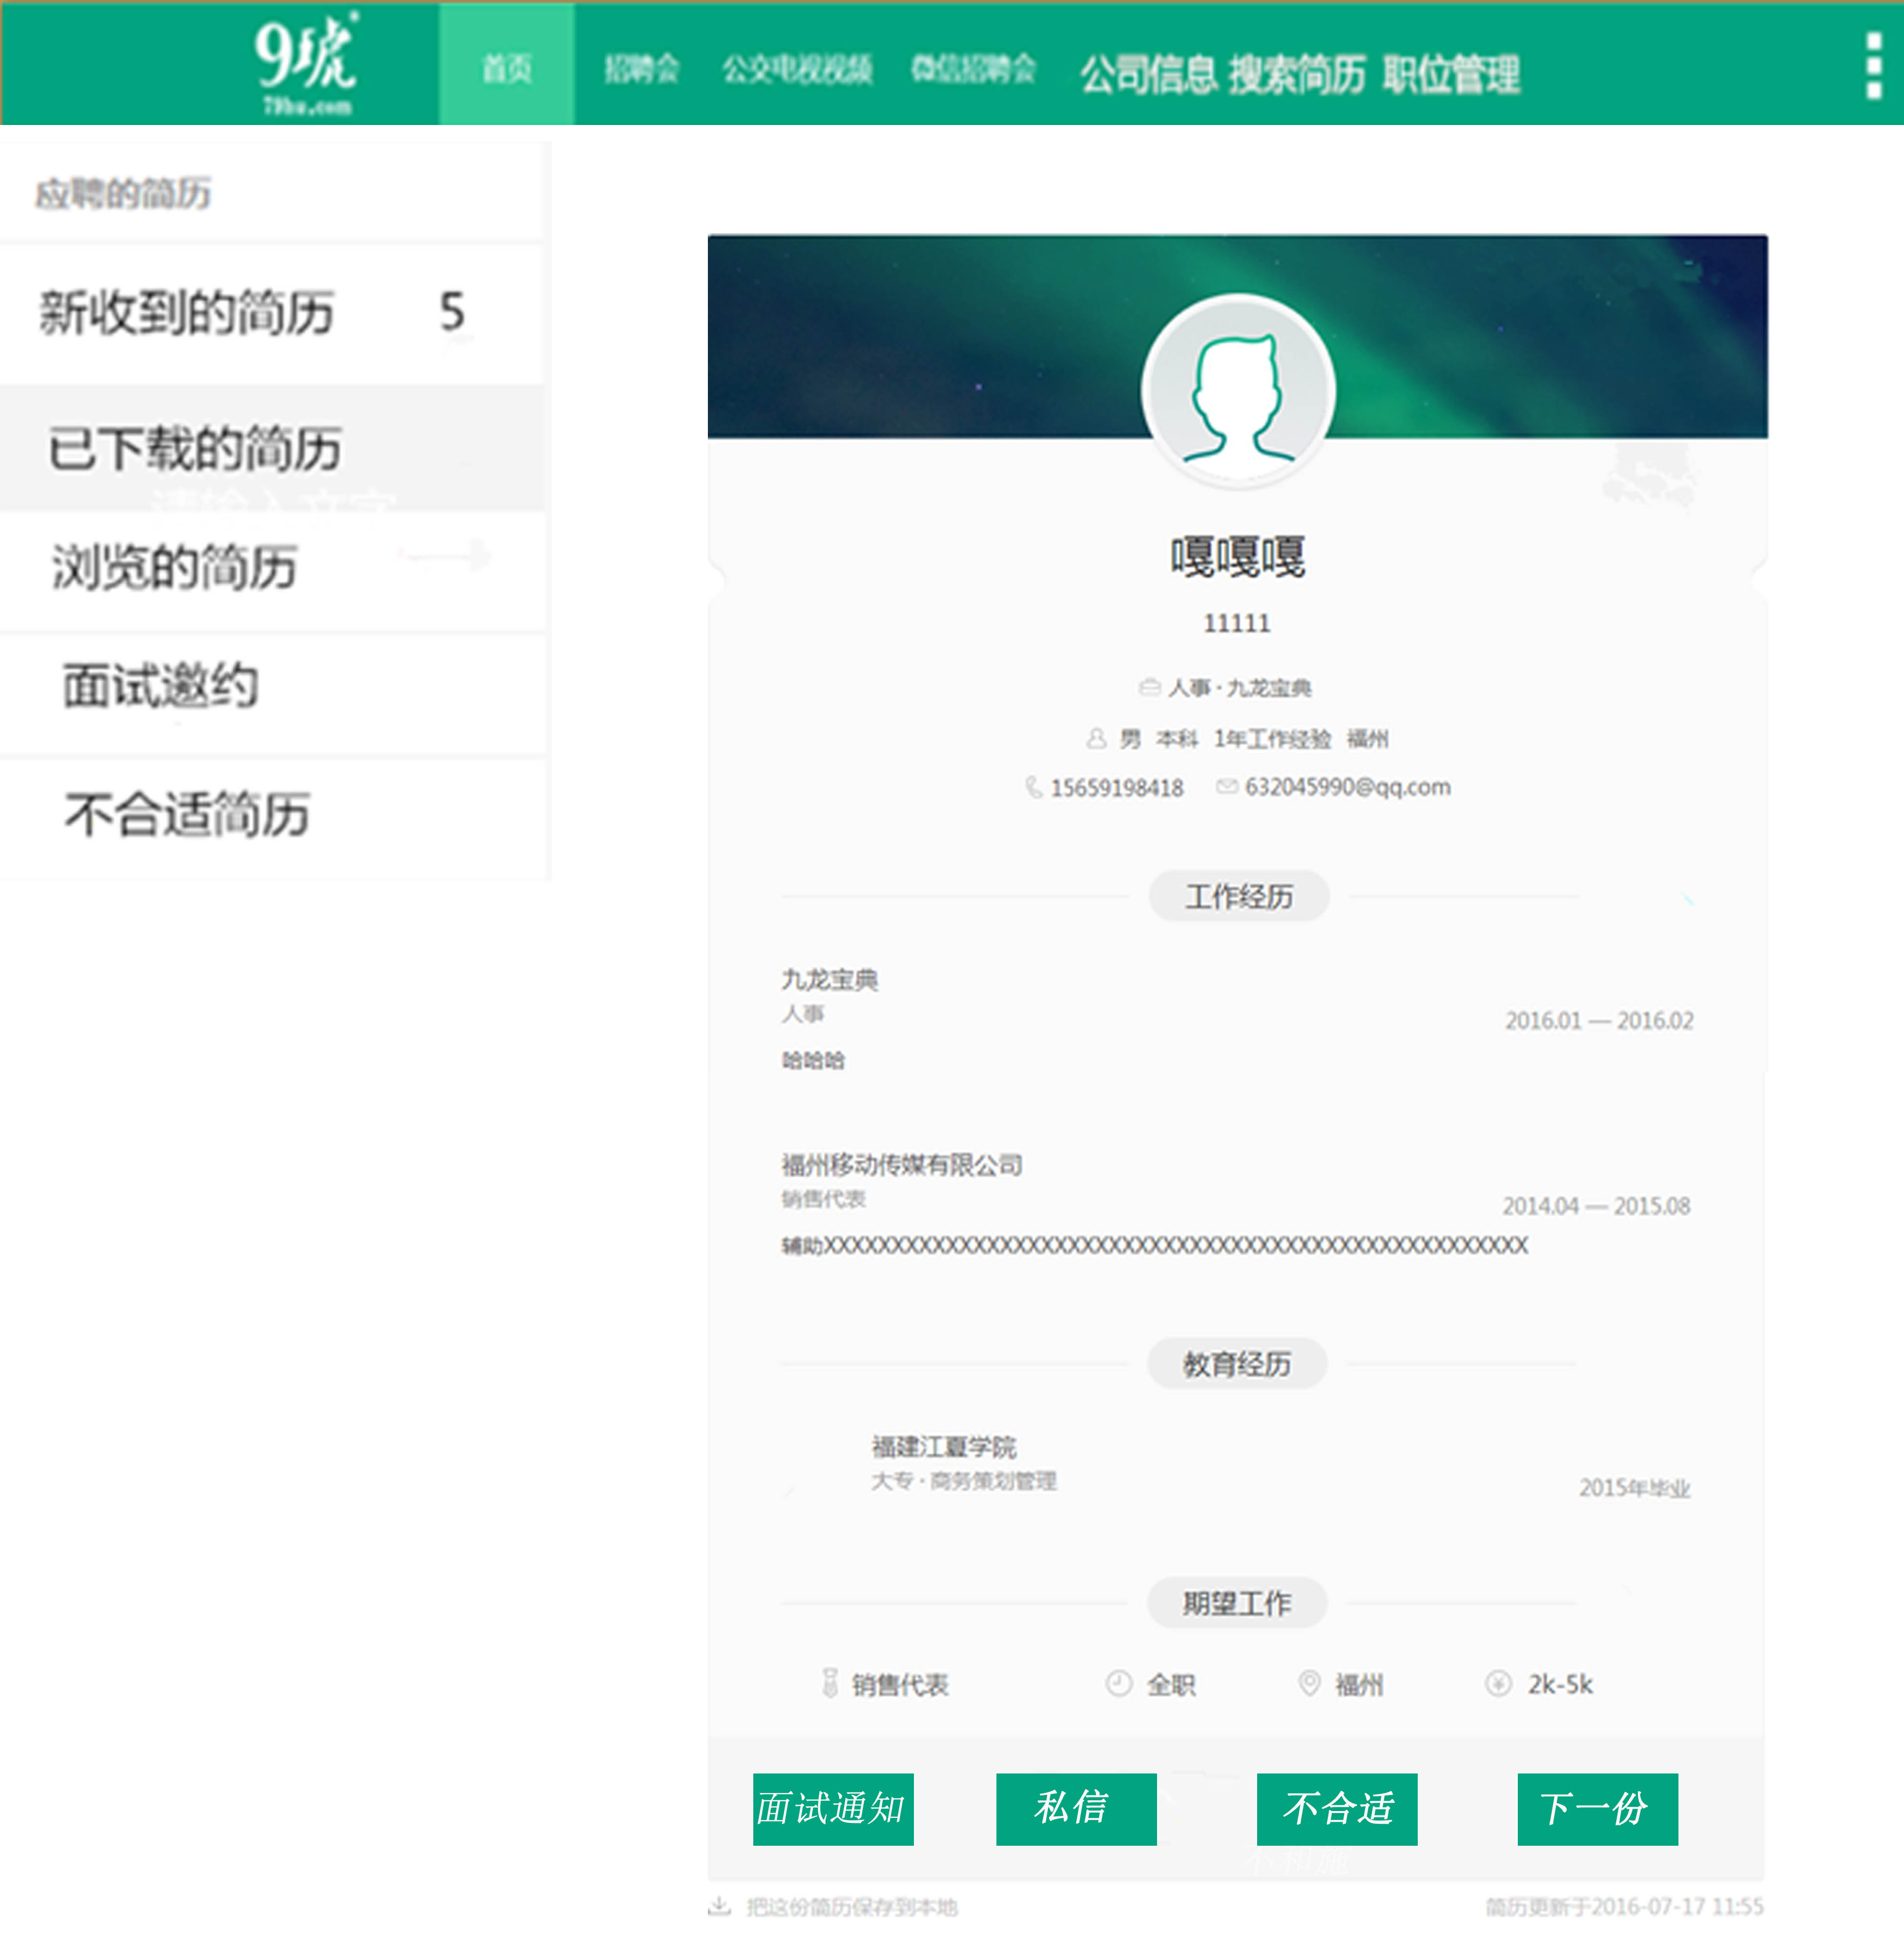 9琥
79hu.com
首页 招聘会 公交电视视频 微信招聘会 公司信息 搜索简历 职位管理
应聘的简历
新收到的简历 5
已下载的简历
请输入文字
浏览的简历
面试邀约
不合适简历
嘎嘎嘎
11111
人事·九龙宝典
男 本科 1年工作经验 福州
15659198418 632045990@qq.com
工作经历
九龙宝典
人事
2016.01 — 2016.02
哈哈哈
福州移动传媒有限公司
销售代表
2014.04 — 2015.08
辅助XXXXXXXXXXXXXXXXXXXXXXXXXXXXXXXXXXXXXXXXXXXXXXXXXXXX
教育经历
福建江夏学院
大专·商务策划管理
2015年毕业
期望工作
销售代表 全职 福州 2k-5k
面试通知 私信 不合适 下一份
把这份简历保存到本地 简历更新于2016-07-17 11:55